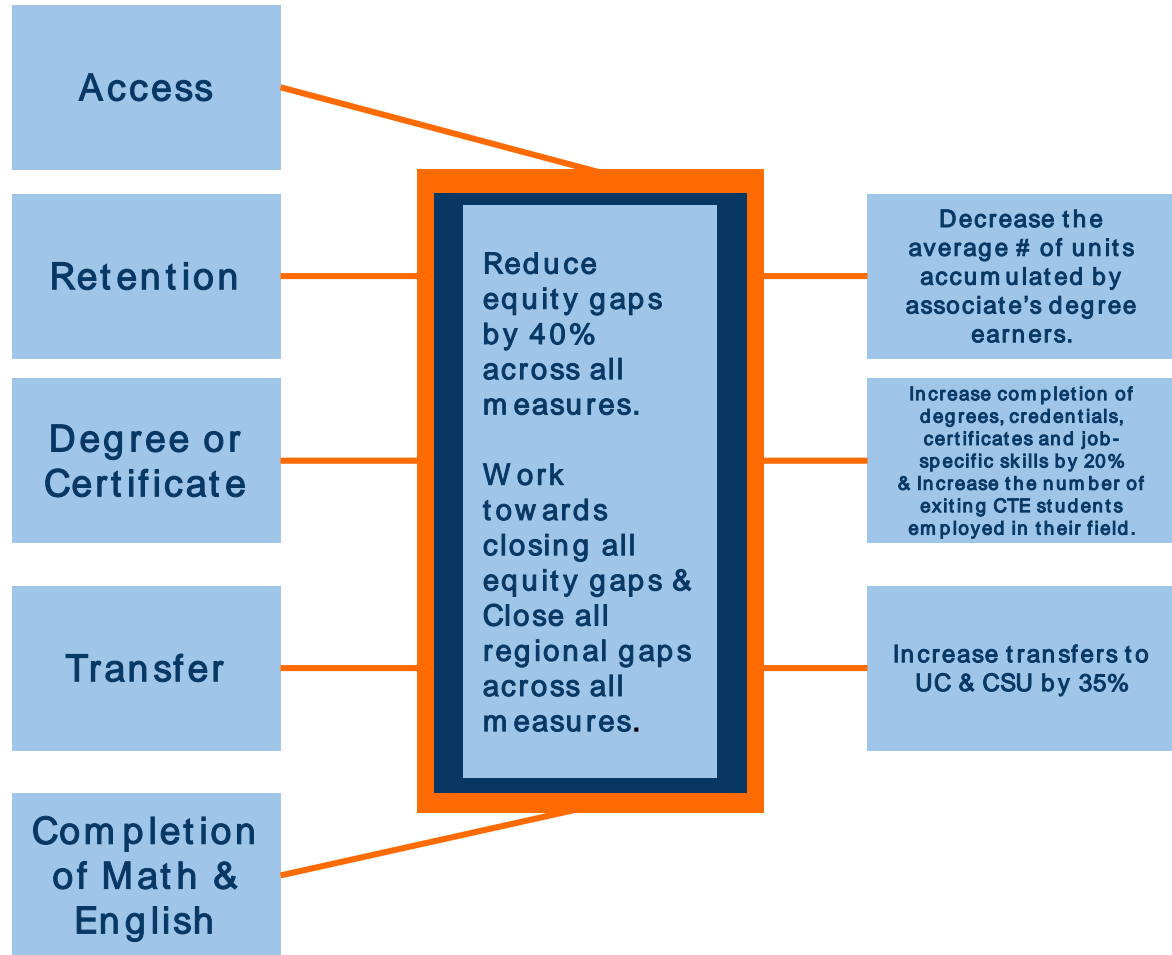 Access
Retention
Degree or
Certificate
Transfer
Completion
of Math &
English
Reduce
equity gaps
by 40%
across all
measures.
Work
towards
closing all
equity gaps &
Close all
regional gaps
across all
measures.
Decrease the
average # of units
accumulated by
associate’s degree
earners.
Increase completion of
degrees, credentials,
certificates and job-
specific skills by 20%
& Increase the number of
exiting CTE students
employed in their field.
Increase transfers to
UC & CSU by 35%